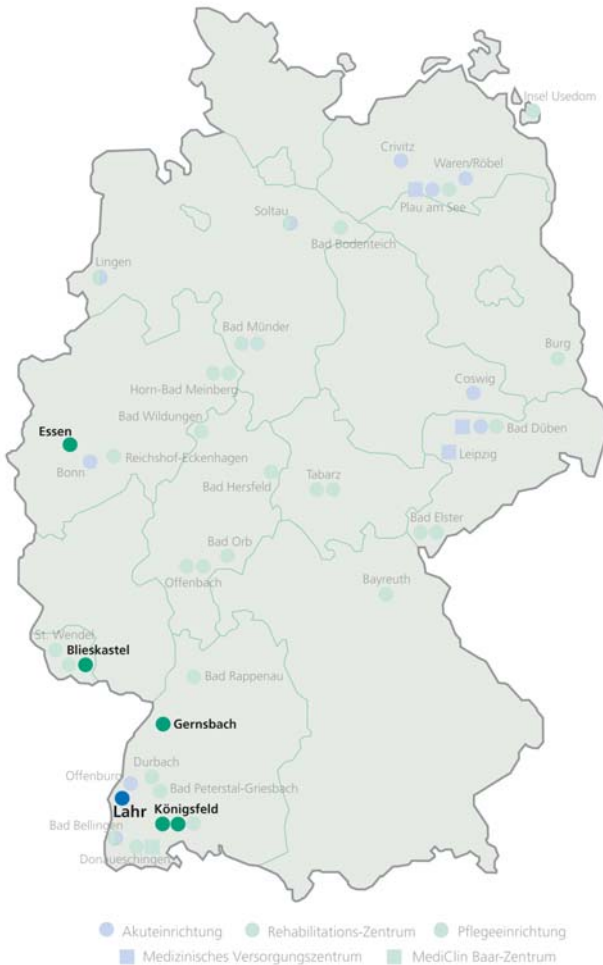 Insel Usedom
Crivitz
Waren/Röbel
Plau am See
Soltau
Bad Bodenteich
Lingen
Bad Münder
Burg
Horn-Bad Meinberg
Coswig
Bad Wildungen
Essen
Bad Düben
Reichshof-Eckenhagen
Leipzig
Bonn
Bad Hersfeld
Tabarz
Bad Elster
Bad Orb
Offenbach
Bayreuth
St. Wendel
Blieskastel
Bad Rappenau
Gernsbach
Durbach
Offenburg
Bad Peterstal-Griesbach
Lahr
Königsfeld
Bad Bellingen
Donaueschingen
Akuteinrichtung Rehabilitations-Zentrum Pflegeeinrichtung
Medizinisches Versorgungszentrum MediClin Baar-Zentrum